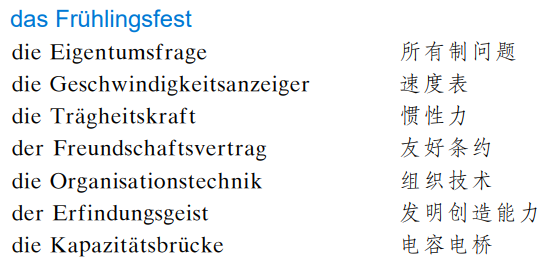 das Frühlingsfest
die Eigentumsfrage 所有制问题
die Geschwindigkeitsanzeiger 速度表
die Trägheitskraft 惯性力
der Freundschaftsvertrag 友好条约
die Organisationstechnik 组织技术
der Erfindungsgeist 发明创造能力
die Kapazitätsbrücke 电容电桥